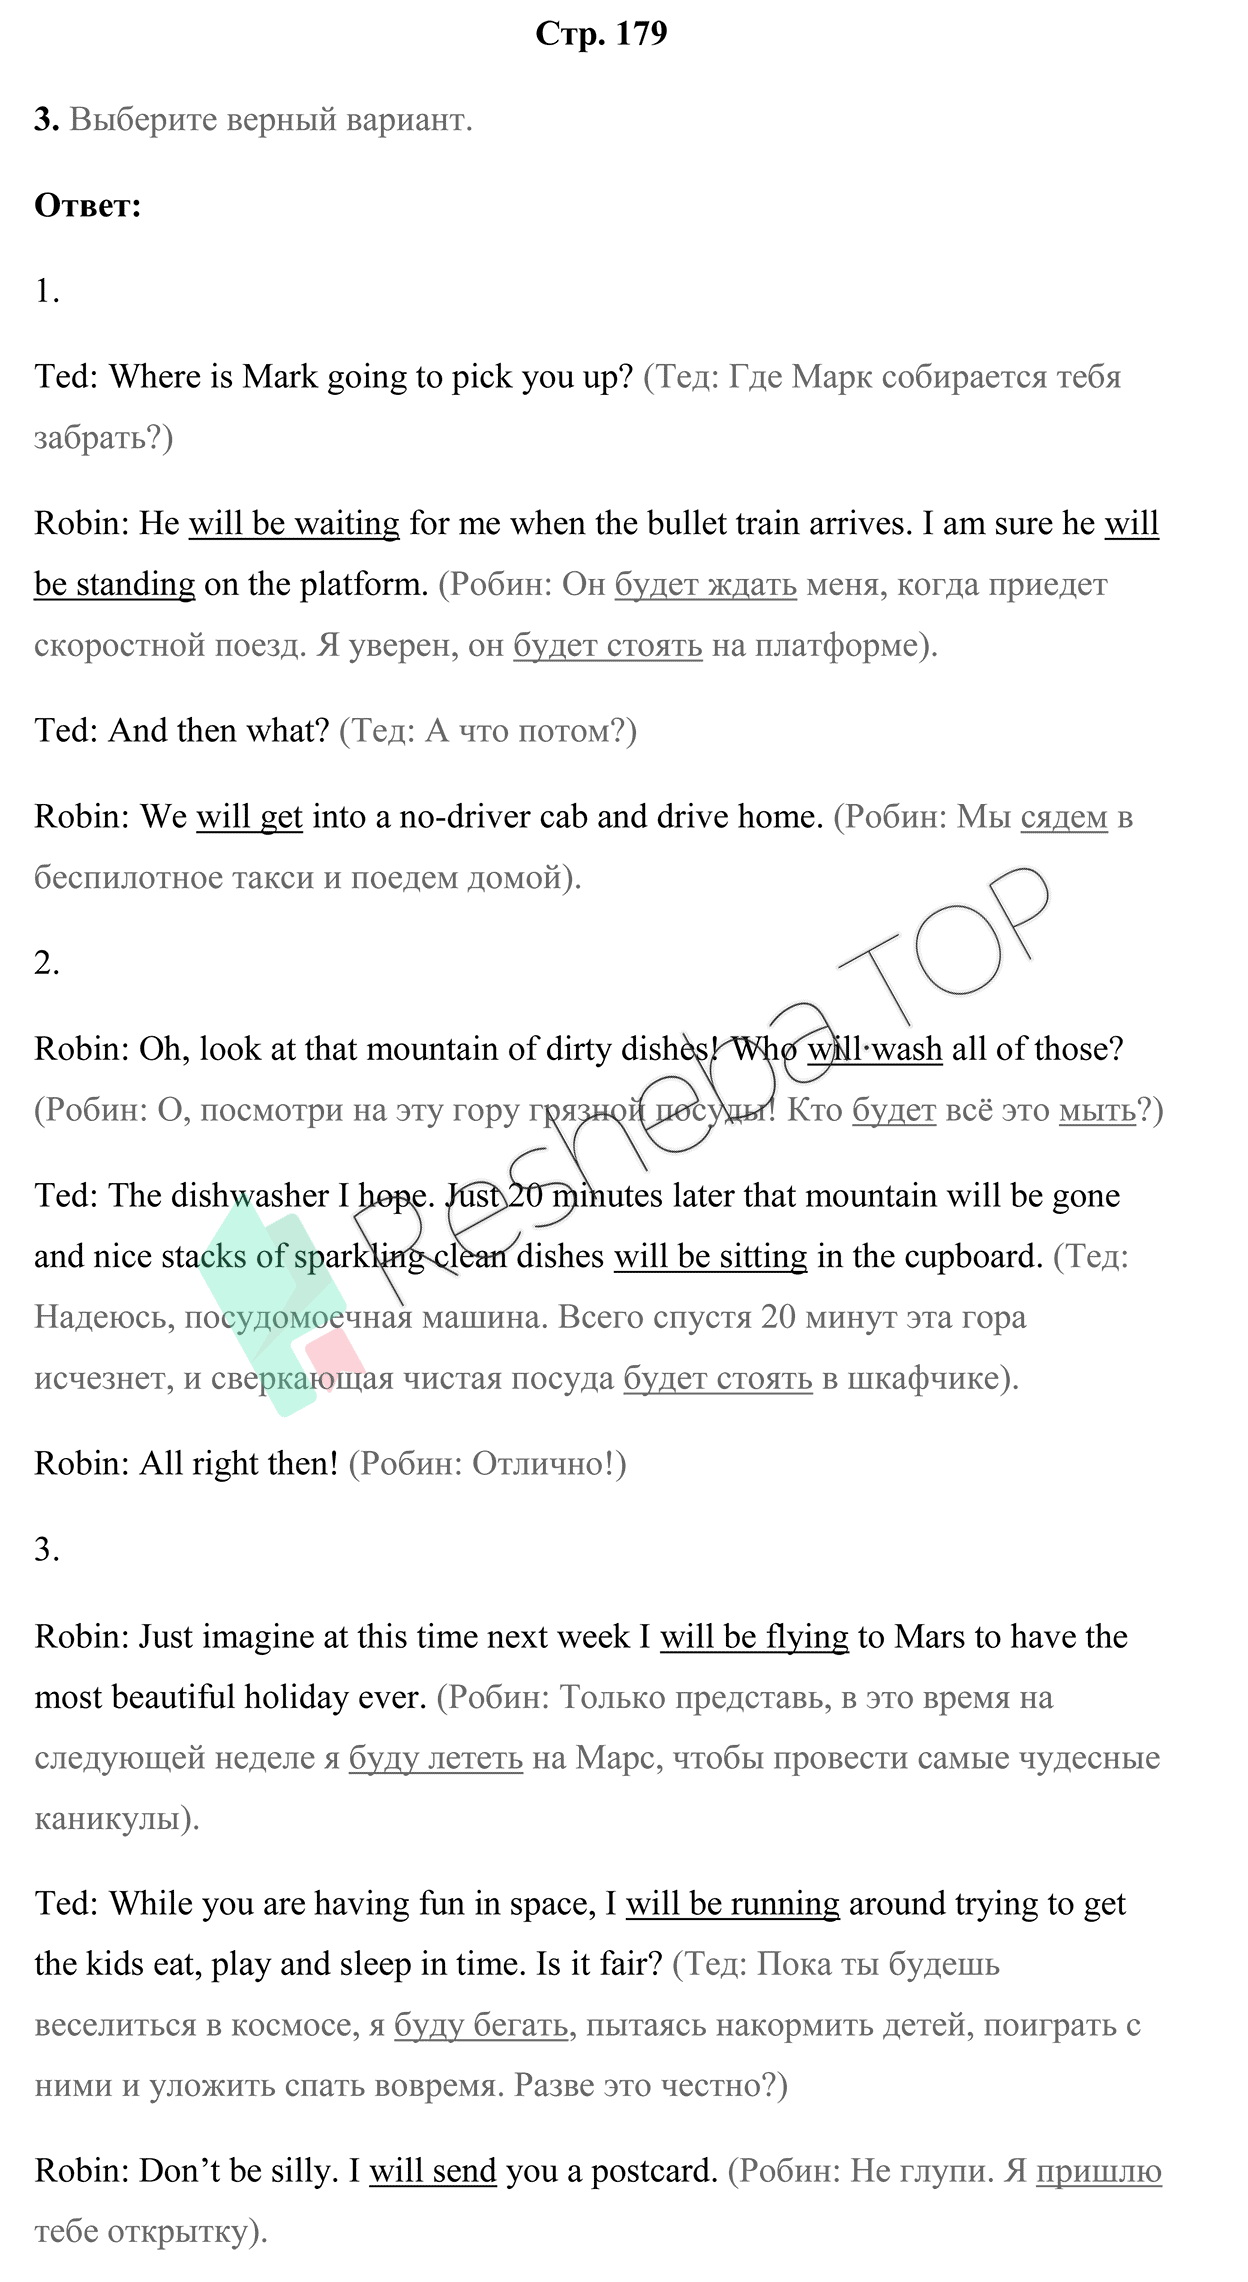 Стр. 179
3. Выберите верный вариант.
Ответ:
1.
Ted: Where is Mark going to pick you up? (Тед: Где Марк собирается тебя
забрать?)
Robin: He will be waiting for me when the bullet train arrives. I am sure he will
be standing on the platform. (Робин: Он будет ждать меня, когда приедет
скоростной поезд. Я уверен, он будет стоять на платформе).
Ted: And then what? (Тед: А что потом?)
Robin: We will get into a no-driver cab and drive home. (Робин: Мы сядем в
беспилотное такси и поедем домой).
2.
Robin: Oh, look at that mountain of dirty dishes! Who will wash all of those?
(Робин: О, посмотри на эту гору грязной посуды! Кто будет всё это мыть?)
Ted: The dishwasher I hope. Just 20 minutes later that mountain will be gone
and nice stacks of sparkling clean dishes will be sitting in the cupboard. (Тед:
Надеюсь, посудомоечная машина. Всего спустя 20 минут эта гора
исчезнет, и сверкающая чистая посуда будет стоять в шкафчике).
Robin: All right then! (Робин: Отлично!)
3.
Robin: Just imagine at this time next week I will be flying to Mars to have the
most beautiful holiday ever. (Робин: Только представь, в это время на
следующей неделе я буду лететь на Марс, чтобы провести самые чудесные
каникулы).
Ted: While you are having fun in space, I will be running around trying to get
the kids eat, play and sleep in time. Is it fair? (Тед: Пока ты будешь
веселиться в космосе, я буду бегать, пытаясь накормить детей, поиграть с
ними и уложить спать вовремя. Разве это честно?)
Robin: Don’t be silly. I will send you a postcard. (Робин: Не глупи. Я пришлю
тебе открытку).
Resheba TOP